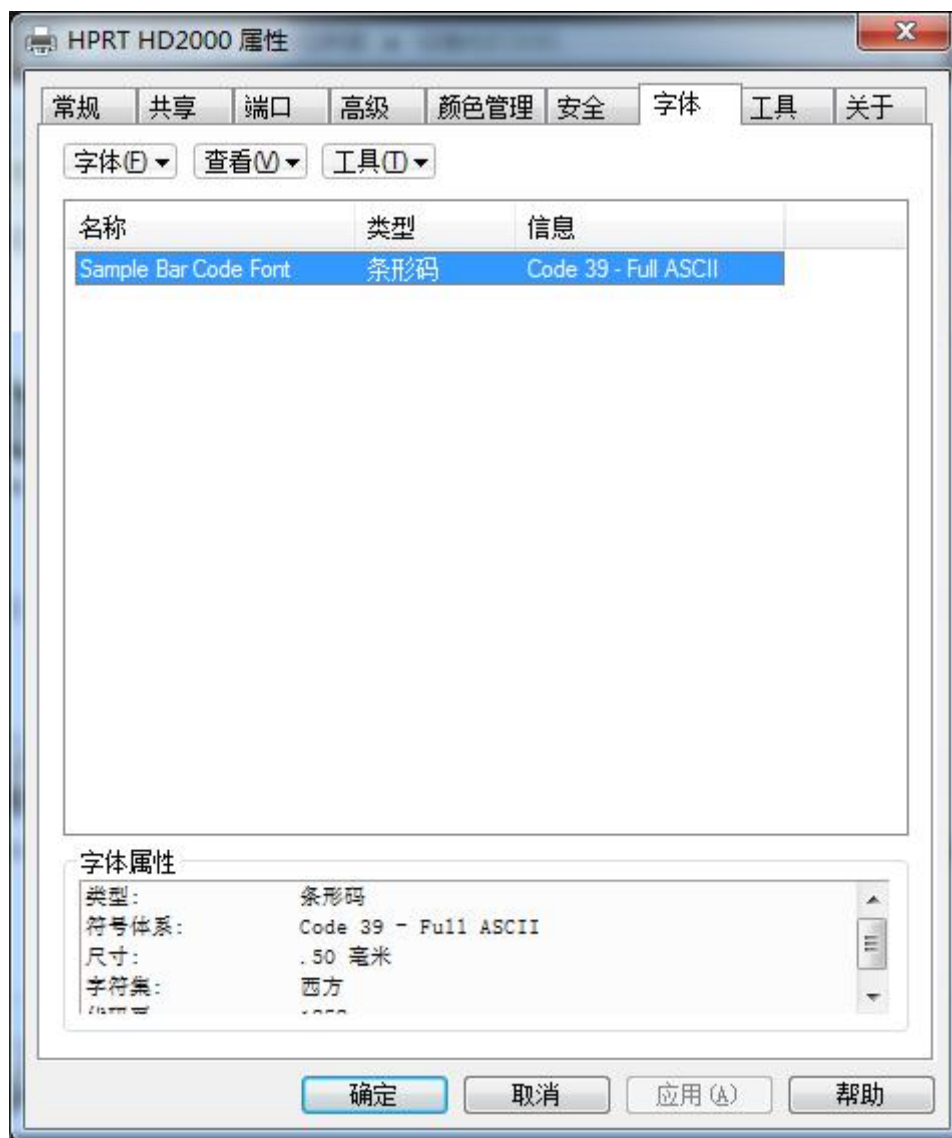 HPRT HD2000 属性
常规 共享 端口 高级 颜色管理 安全 字体 工具 关于
字体(F) 查看(V) 工具(T)
名称 类型 信息
Sample Bar Code Font 条形码 Code 39 - Full ASCII
字体属性
类型: 条形码
符号体系: Code 39 - Full ASCII
尺寸: .50 毫米
字符集: 西方
确定 取消 应用(A) 帮助